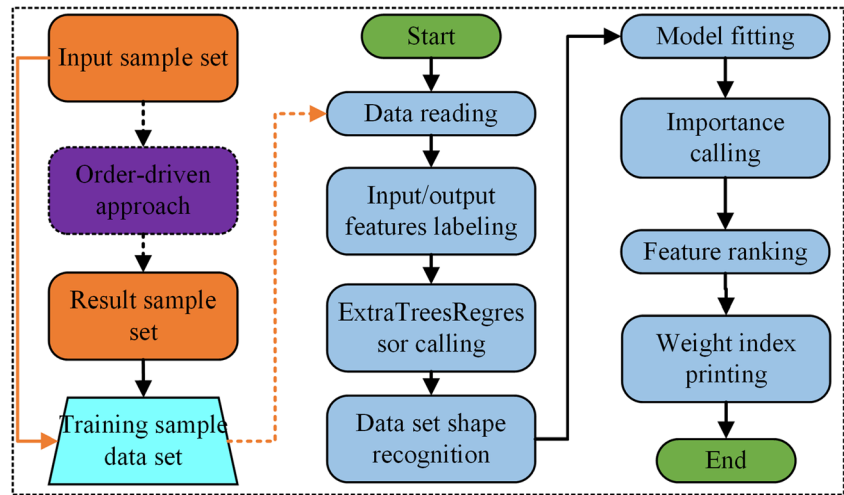 Input sample set
Order-driven
approach
Result sample
set
Training sample
data set
Start
Data reading
Input/output
features labeling
ExtraTreesRegres
sor calling
Data set shape
recognition
Model fitting
Importance
calling
Feature ranking
Weight index
printing
End